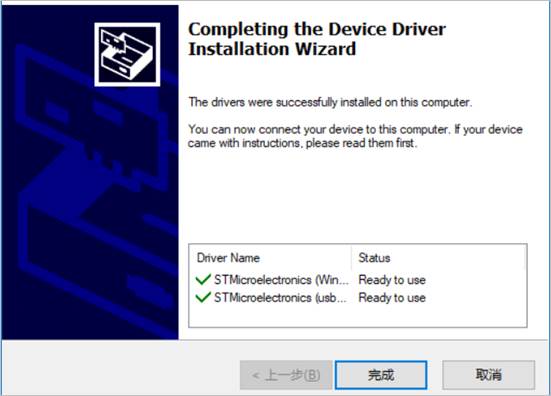 Completing the Device Driver
Installation Wizard
The drivers were successfully installed on this computer.
You can now connect your device to this computer. If your device
came with instructions, please read them first.
Driver Name Status
STMicroelectronics (Win... Ready to use
STMicroelectronics (usb... Ready to use
< 上一步(B) 完成 取消